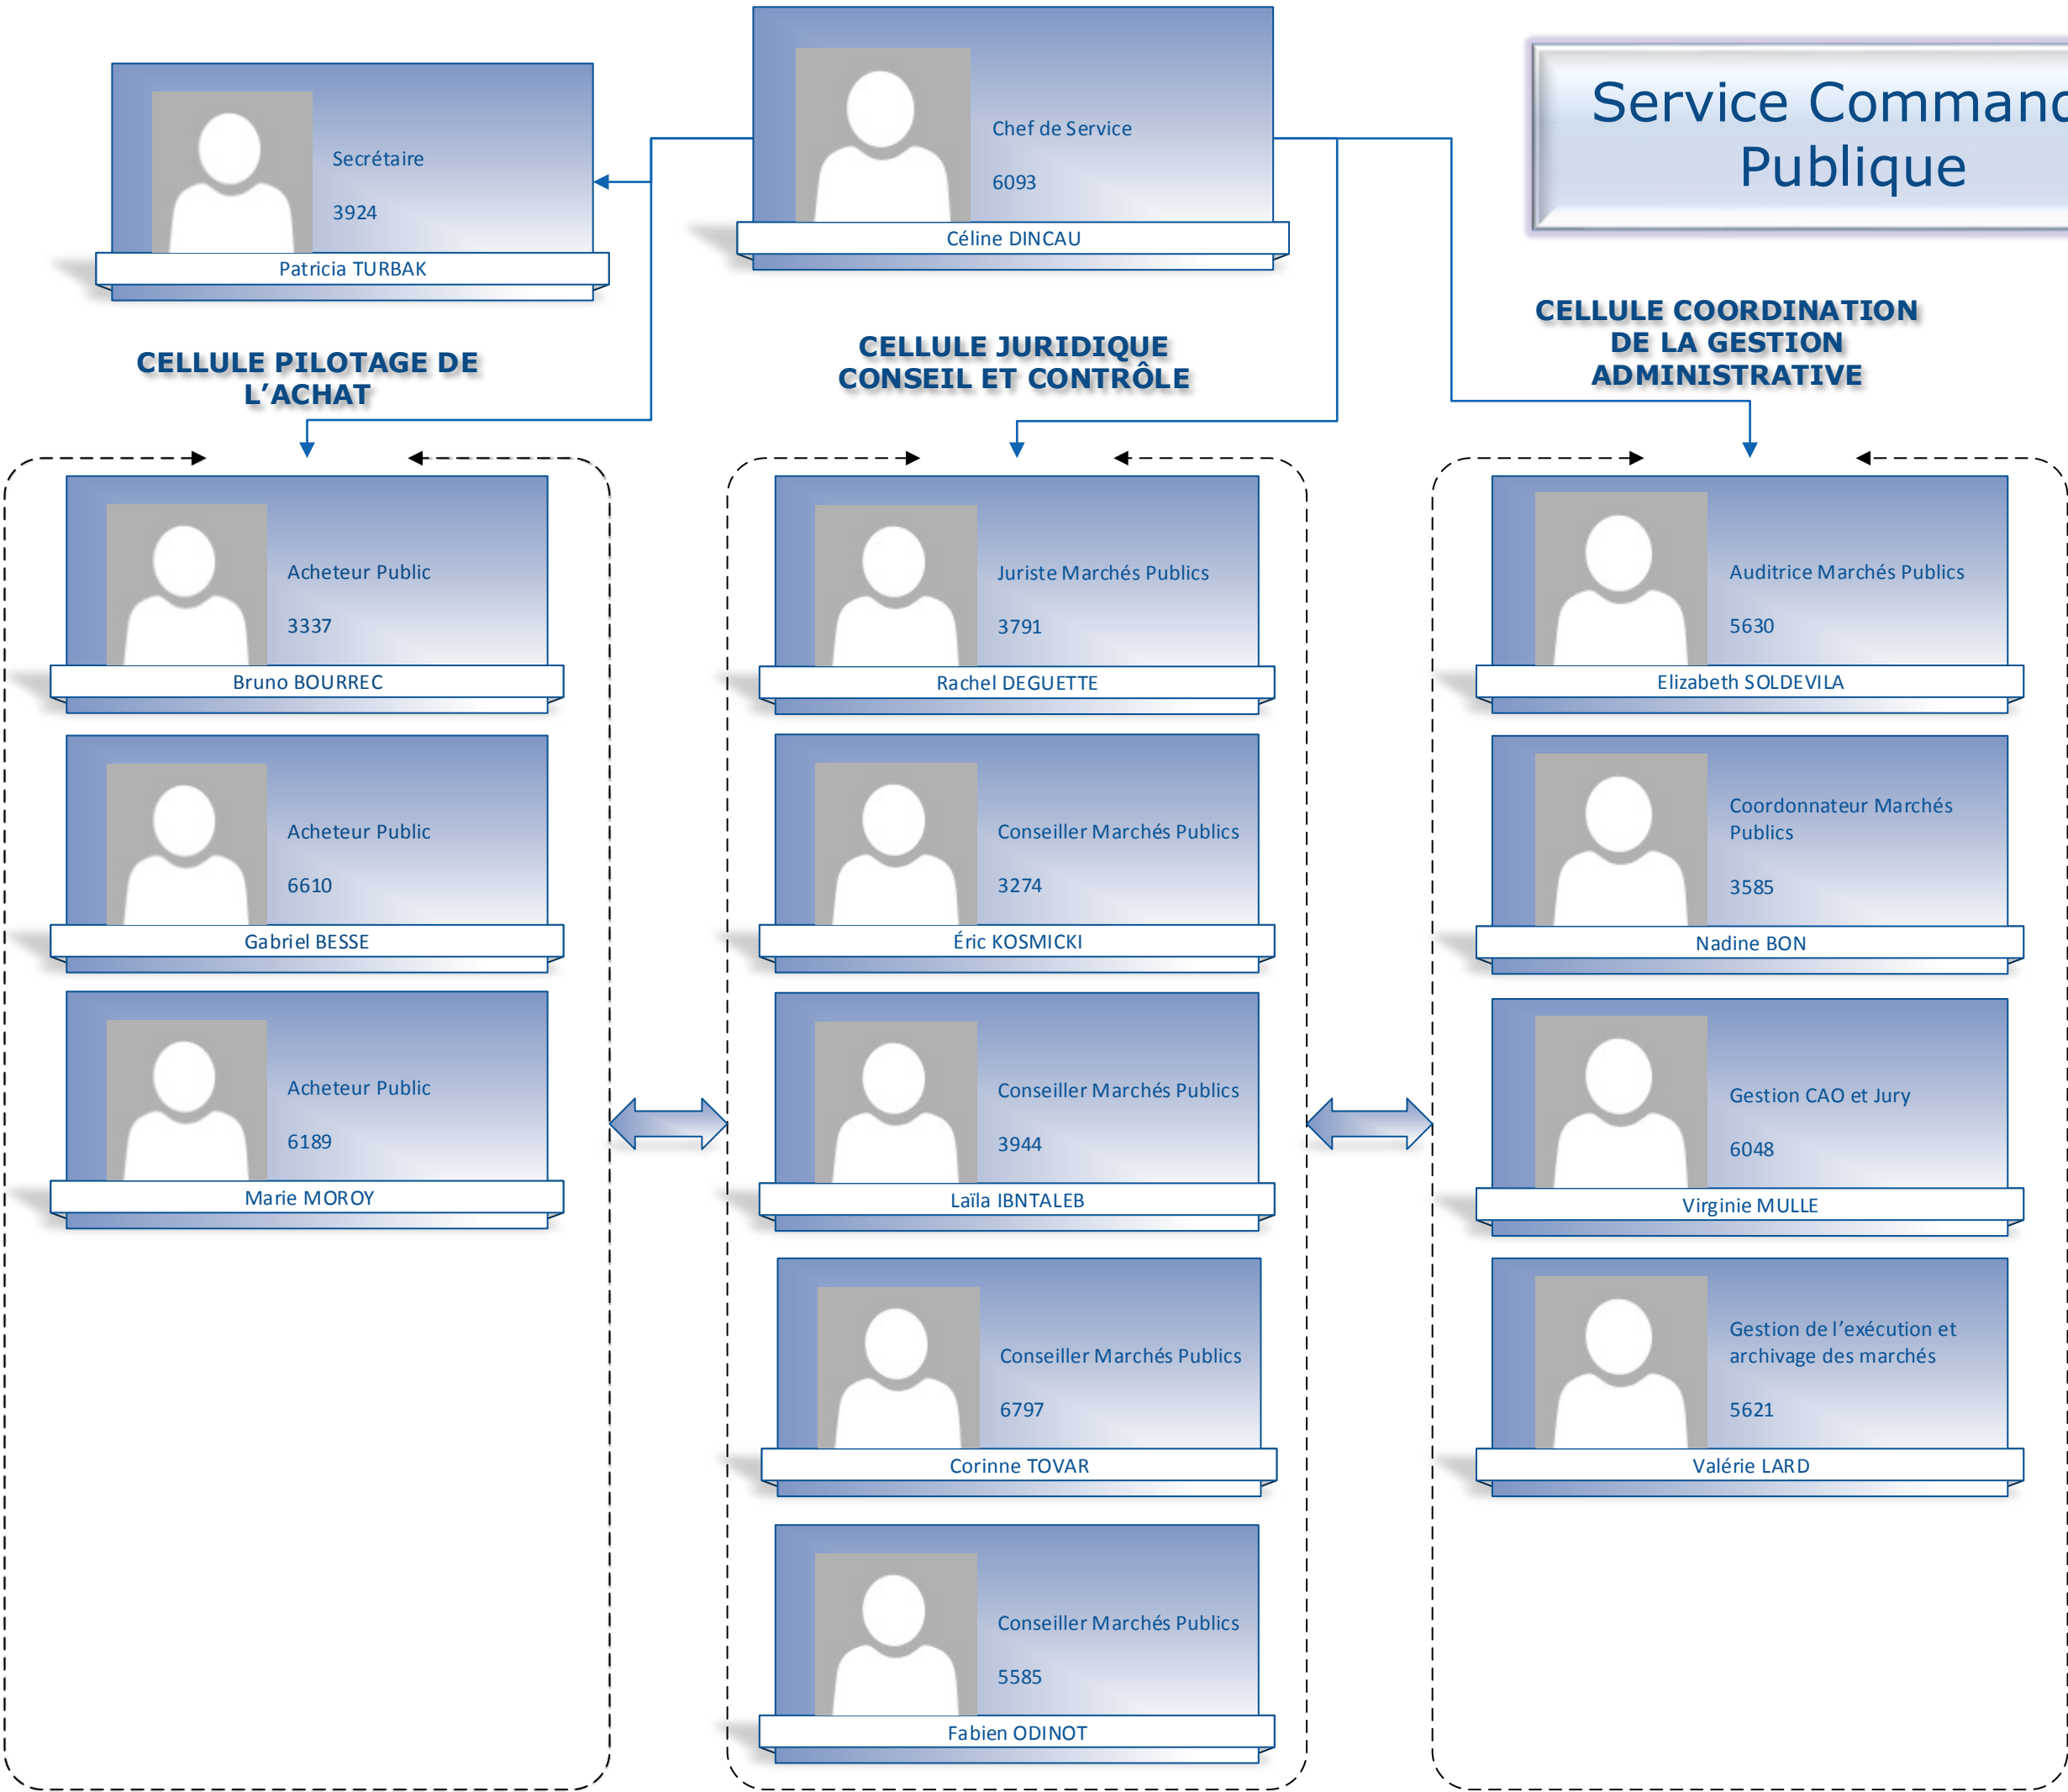 Service Command
Publique
Secrétaire
3924
Patricia TURBAK
Chef de Service
6093
Céline DINCAU
CELLULE PILOTAGE DE
L’ACHAT
Acheteur Public
3337
Bruno BOURREC
Acheteur Public
6610
Gabriel BESSE
Acheteur Public
6189
Marie MOROY
CELLULE JURIDIQUE
CONSEIL ET CONTRÔLE
Juriste Marchés Publics
3791
Rachel DEGUETTE
Conseiller Marchés Publics
3274
Éric KOSMICKI
Conseiller Marchés Publics
3944
Laïla IBNTALEB
Conseiller Marchés Publics
6797
Corinne TOVAR
Conseiller Marchés Publics
5585
Fabien ODINOT
CELLULE COORDINATION
DE LA GESTION
ADMINISTRATIVE
Auditrice Marchés Publics
5630
Elizabeth SOLDEVILA
Coordonnateur Marchés
Publics
3585
Nadine BON
Gestion CAO et Jury
6048
Virginie MULLE
Gestion de l’exécution et
archivage des marchés
5621
Valérie LARD